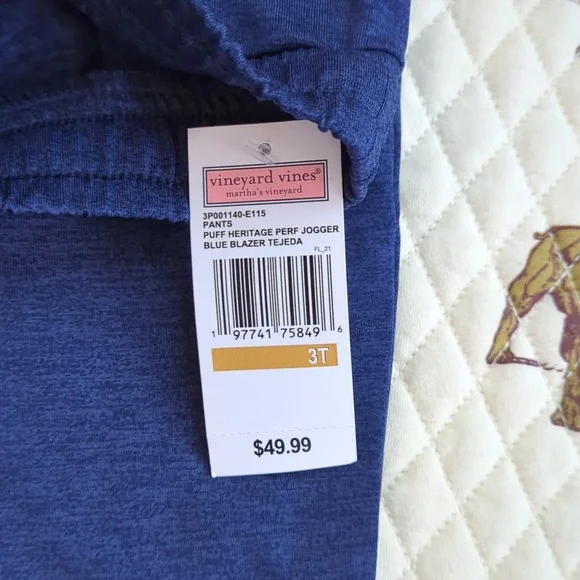 vineyard vines®
martha's vineyard
3P001140-E115
PANTS
PUFF HERITAGE PERF JOGGER
BLUE BLAZER TEJEDA
FL_21
1 97741 75849 6
3T
$49.99